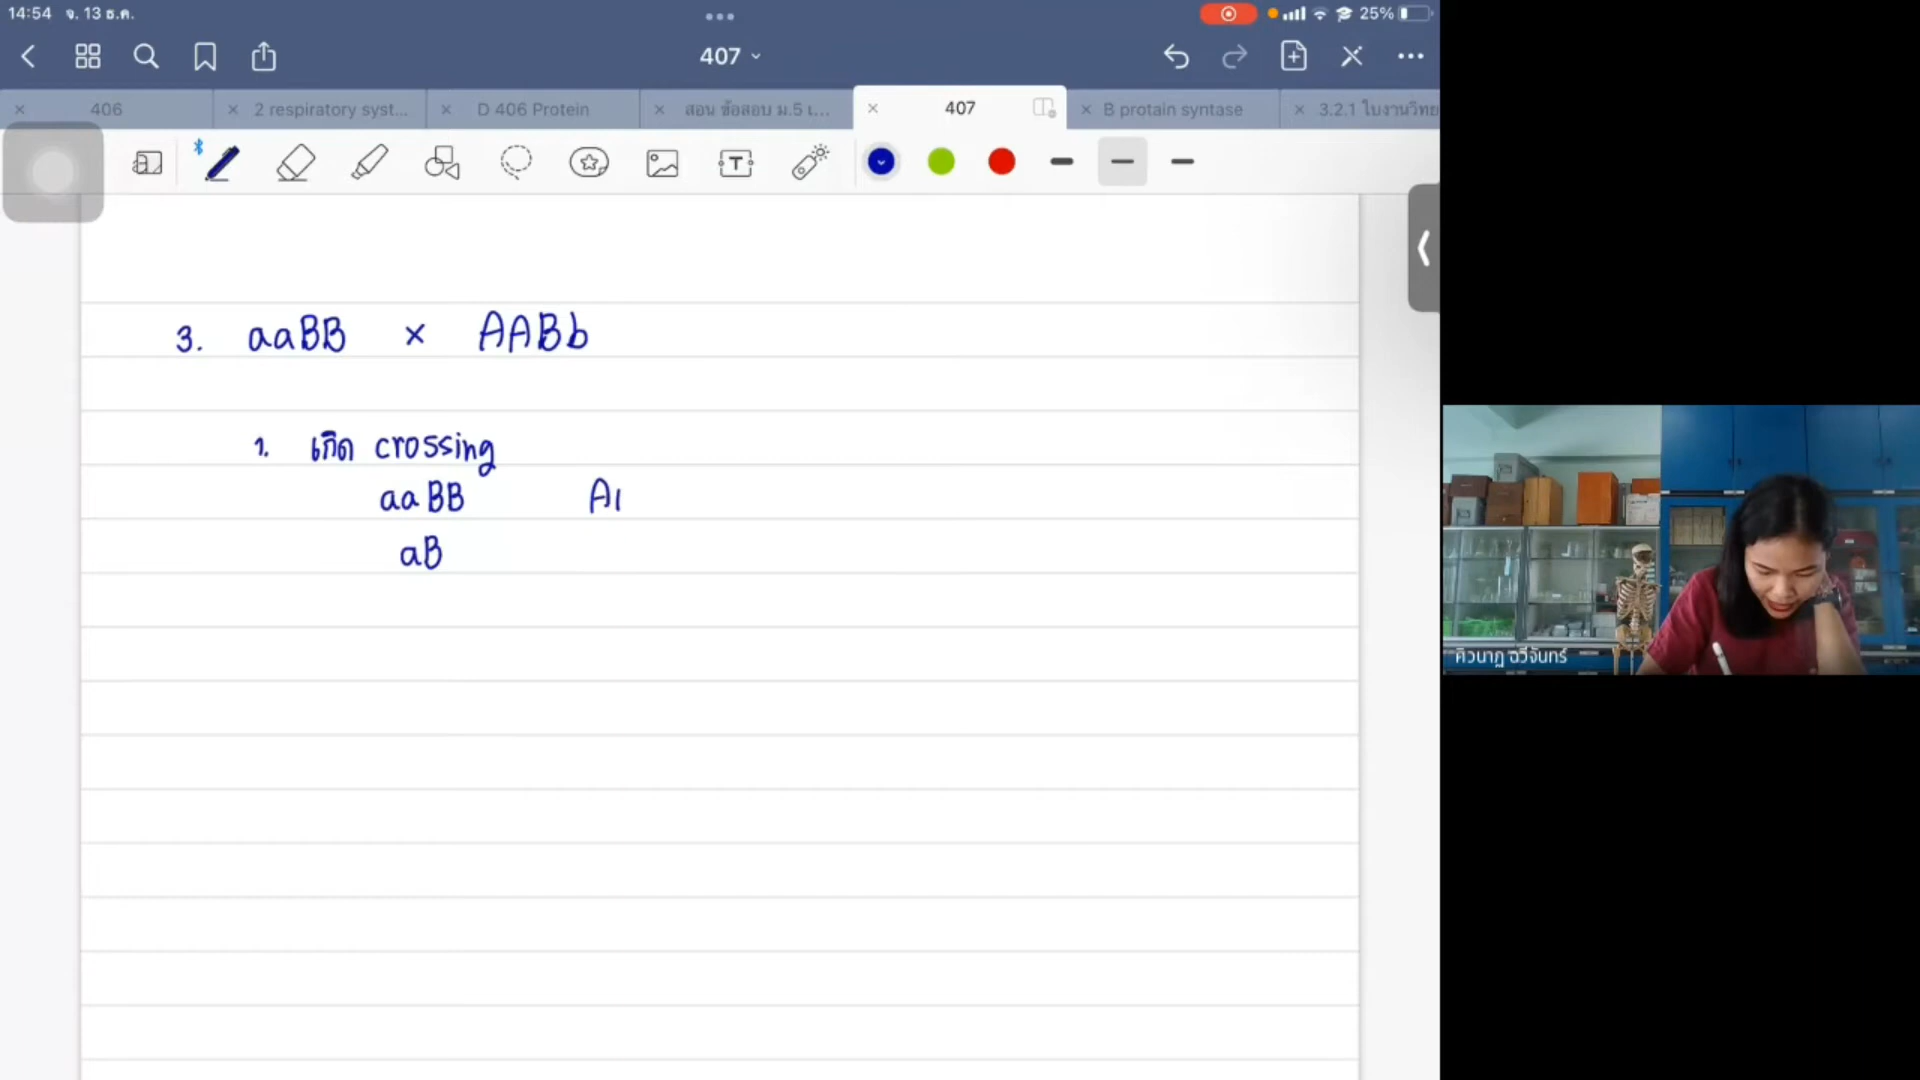 14:54 จ. 13 ธ.ค.
25%
407
406
2 respiratory syst...
D 406 Protein
สอน ข้อสอบ ม.5 เ...
407
B protain syntase
3.2.1 ใบงานวิทย
3. aaBB × AABb
1. เกิด crossing
aaBB A
aB
ศิวนาฏ ฉวีจันทร์